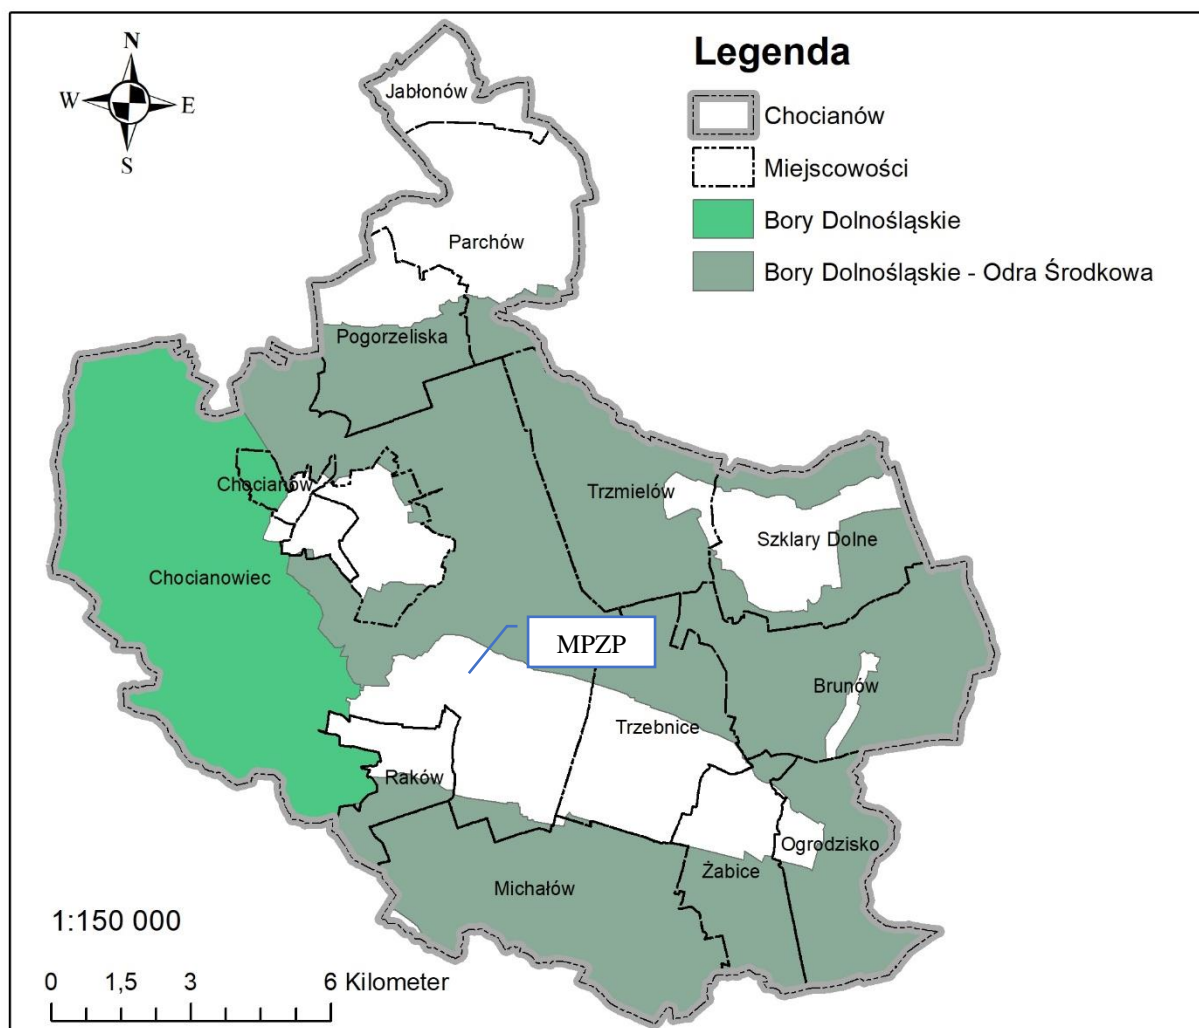 N
W E
S
Legenda
Chocianów
Miejscowości
Bory Dolnośląskie
Bory Dolnośląskie - Odra Środkowa
Jabłonów
Parchów
Pogorzeliska
Chocianów
Trzmielów
Szklary Dolne
Chocianowiec
MPZP
Brunów
Trzebnice
Raków
Ogrodzisko
Żabice
Michałów
1:150 000
0 1,5 3 6 Kilometer